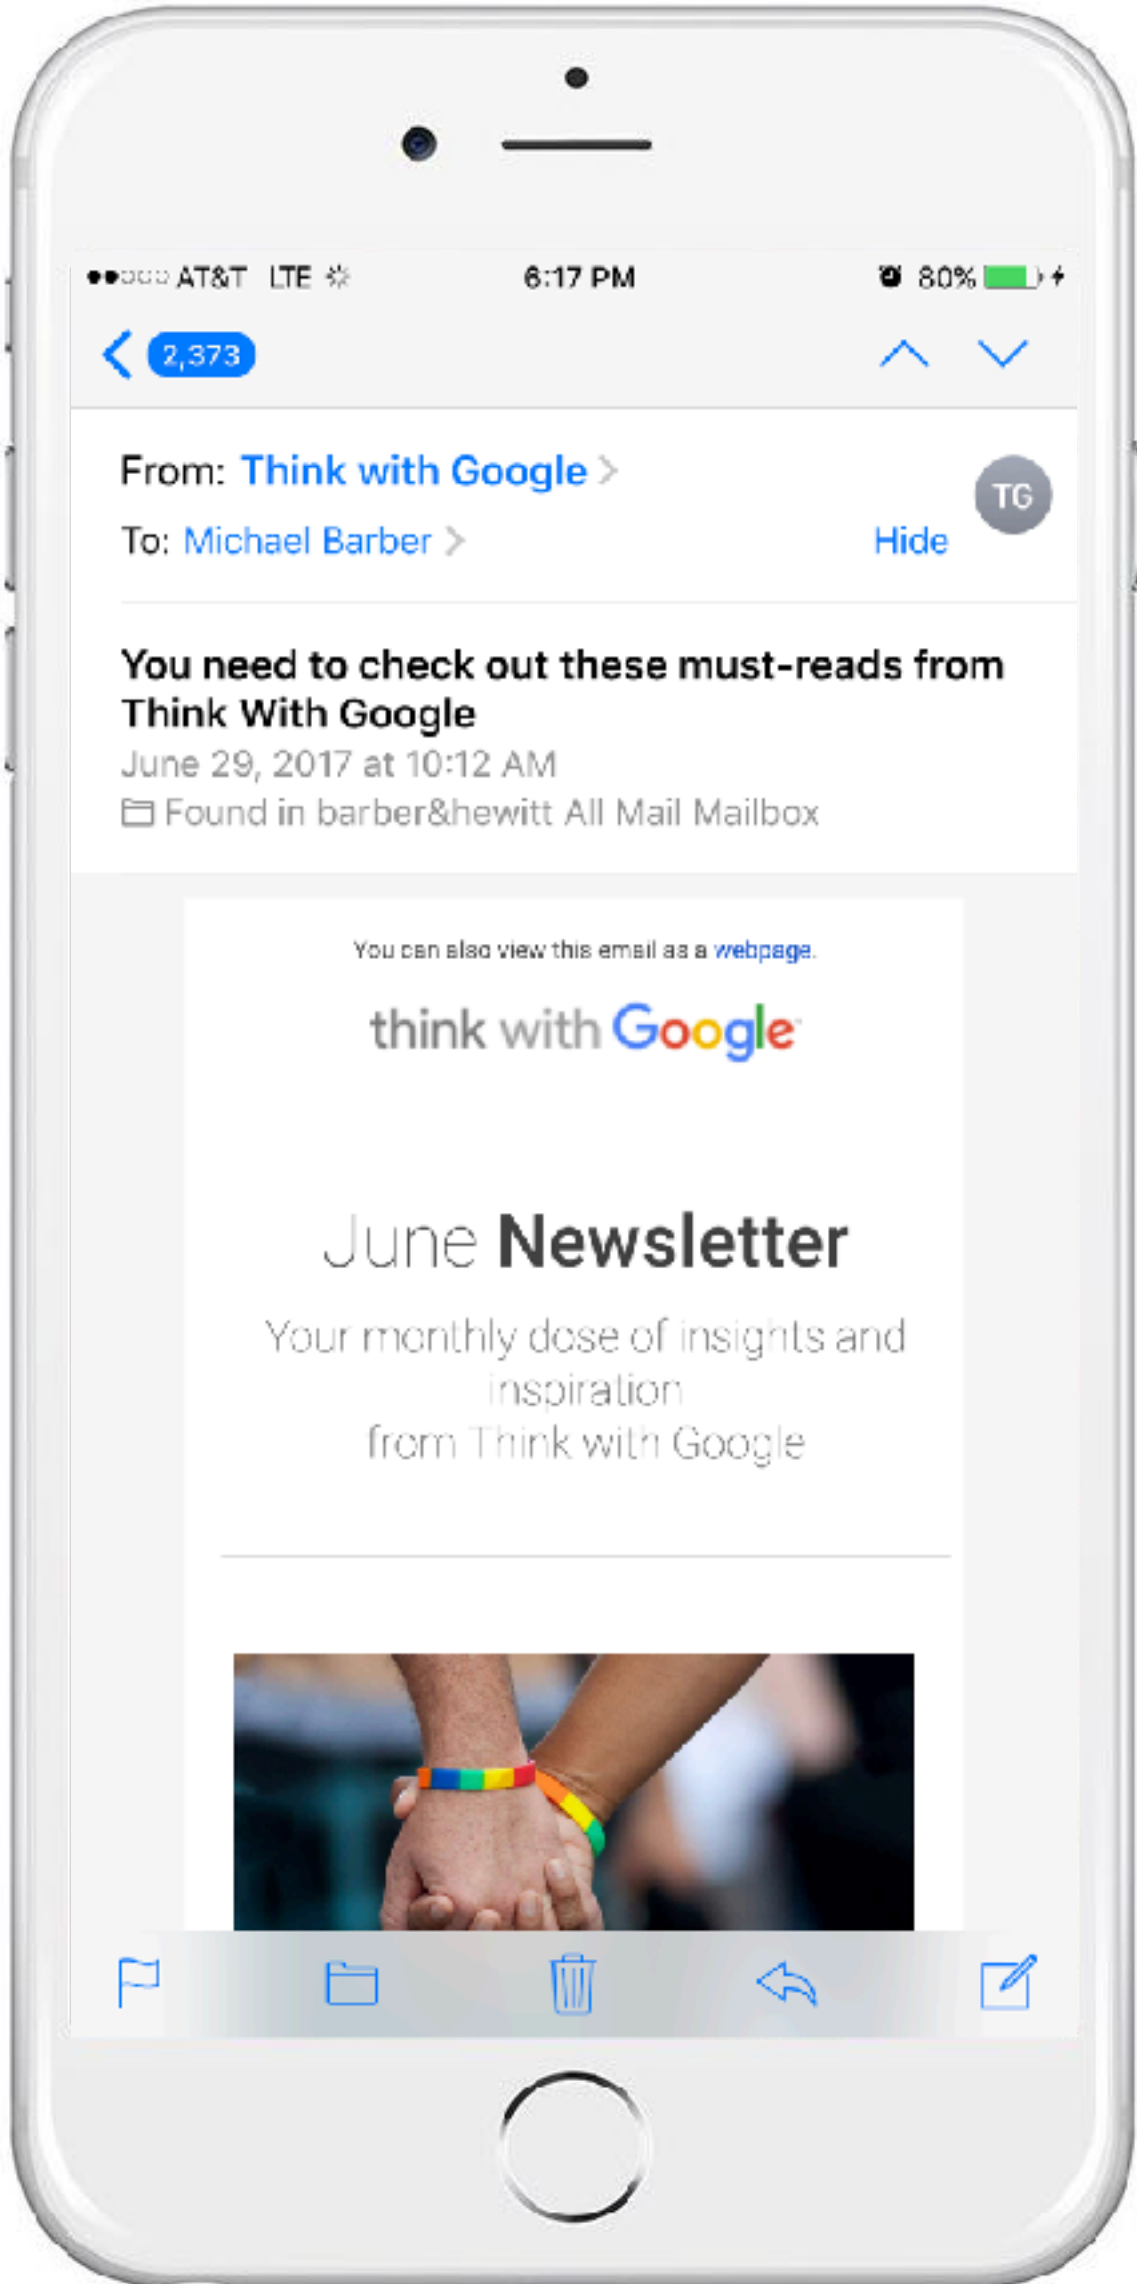 AT&T LTE 6:17 PM 80%
2,373
From: Think with Google
TG
To: Michael Barber Hide
You need to check out these must-reads from
Think With Google
June 29, 2017 at 10:12 AM
Found in barber&hewitt All Mail Mailbox
You can also view this email as a webpage.
think with Google
June Newsletter
Your monthly dose of insights and
inspiration
from Think with Google